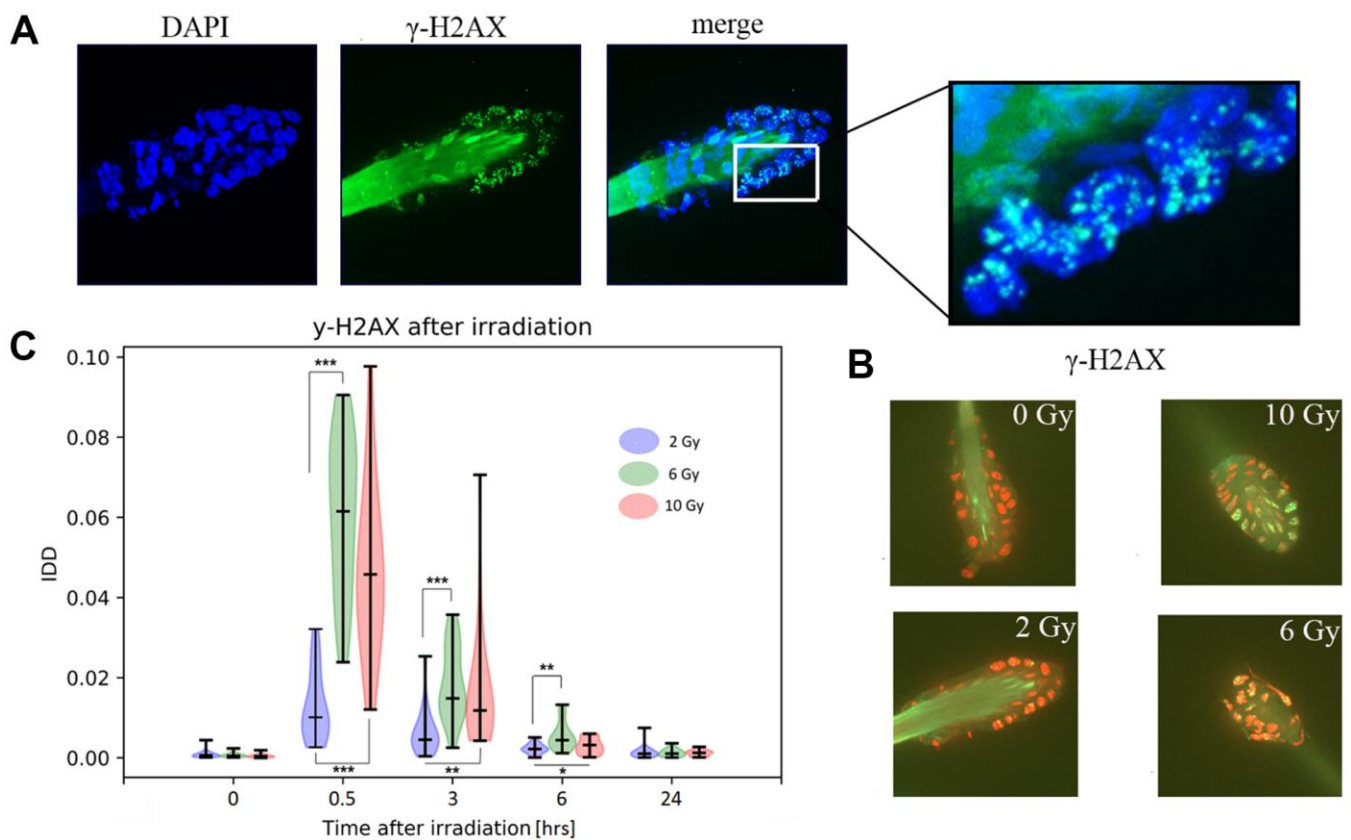 A
DAPI
γ-H2AX
merge
C
y-H2AX after irradiation
0.10
0.08
0.06
0.04
0.02
0.00
IDD
***
***
***
**
**
*
2 Gy
6 Gy
10 Gy
0
0.5
3
6
24
Time after irradiation [hrs]
B
γ-H2AX
0 Gy
10 Gy
2 Gy
6 Gy